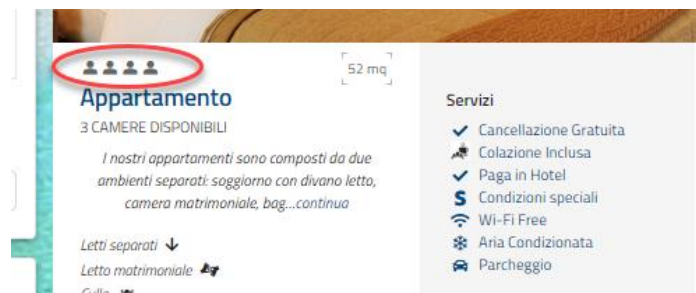 52 mq
Appartamento
3 CAMERE DISPONIBILI
I nostri appartamenti sono composti da due
ambienti separati: soggiorno con divano letto,
camera matrimoniale, bag...continua
Letti separati
Letto matrimoniale
Culla
Servizi
Cancellazione Gratuita
Colazione Inclusa
Paga in Hotel
S Condizioni speciali
Wi-Fi Free
Aria Condizionata
Parcheggio